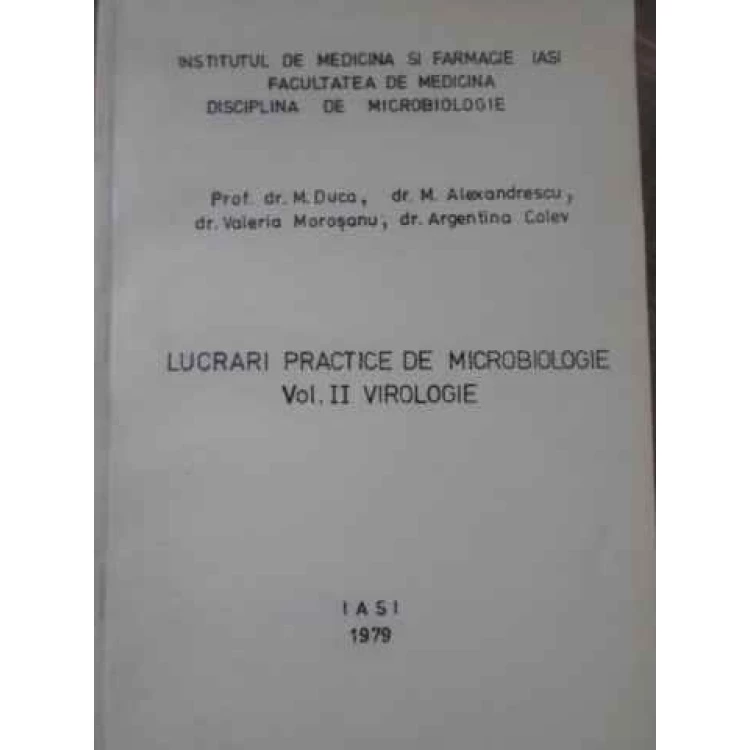 INSTITUTUL DE MEDICINA SI FARMACIE IASI
FACULTATEA DE MEDICINA
DISCIPLINA DE MICROBIOLOGIE
Prof. dr. M. Duca, dr. M. Alexandrescu,
dr. Valeria Moroşanu, dr. Argentina Colev
LUCRARI PRACTICE DE MICROBIOLOGIE
Vol. II VIROLOGIE
IASI
1979